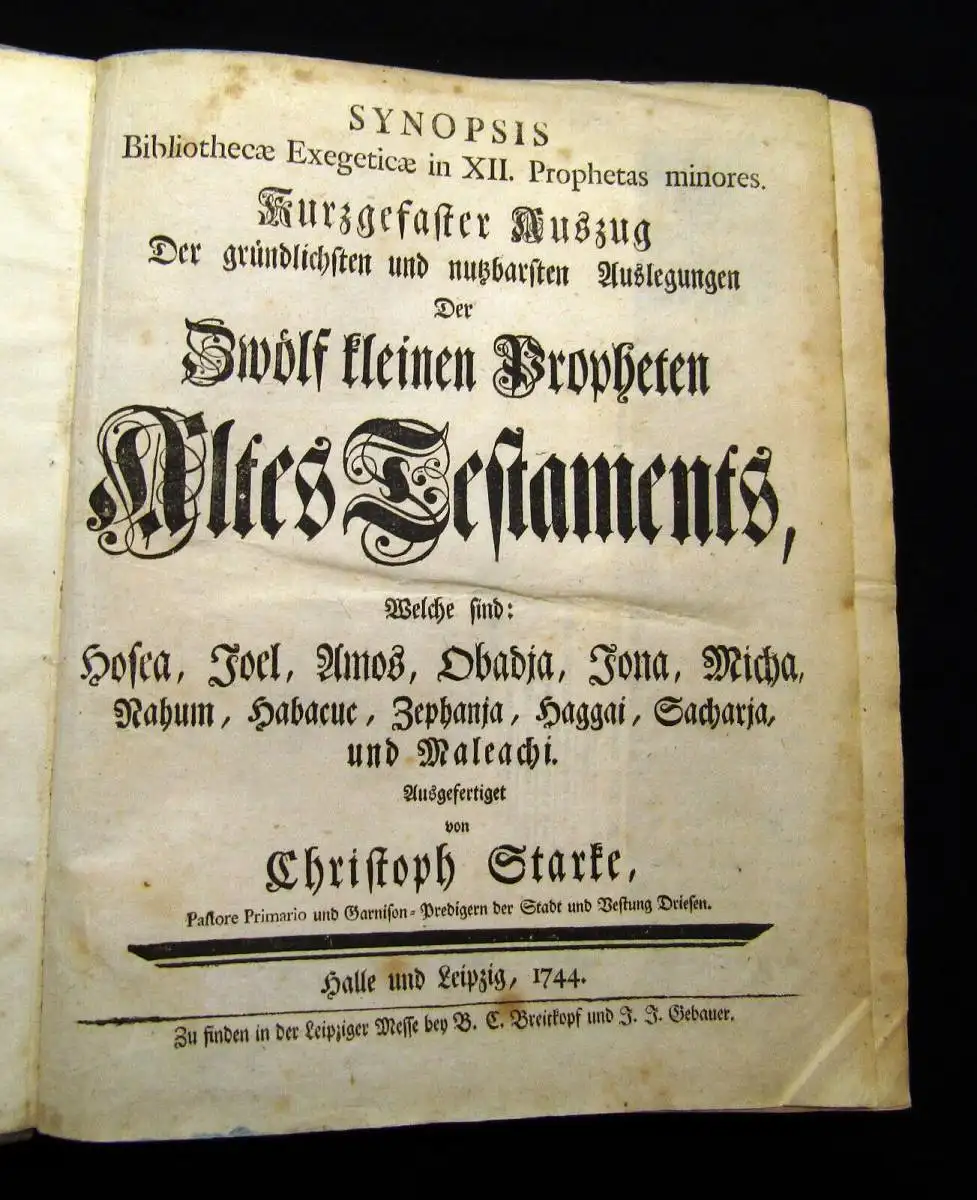 SYNOPSIS
Bibliothecæ Exegeticæ in XII. Prophetas minores.
Kurzgefaſter Auszug
Der gründlichſten und nutzbarſten Auslegungen
Der
Zwölf kleinen Propheten
Altes Teſtaments,
Welche ſind:
Hoſea, Joel, Amos, Obadja, Jona, Micha,
Nahum, Habacuc, Zephanja, Haggai, Sacharja,
und Maleachi.
Ausgefertiget
von
Chriſtoph Starke,
Paſtore Primario und Garniſon-Predigern der Stadt und Veſtung Drieſen.
Halle und Leipzig, 1744.
Zu finden in der Leipziger Meſſe bey B. C. Breitkopf und J. J. Gebauer.